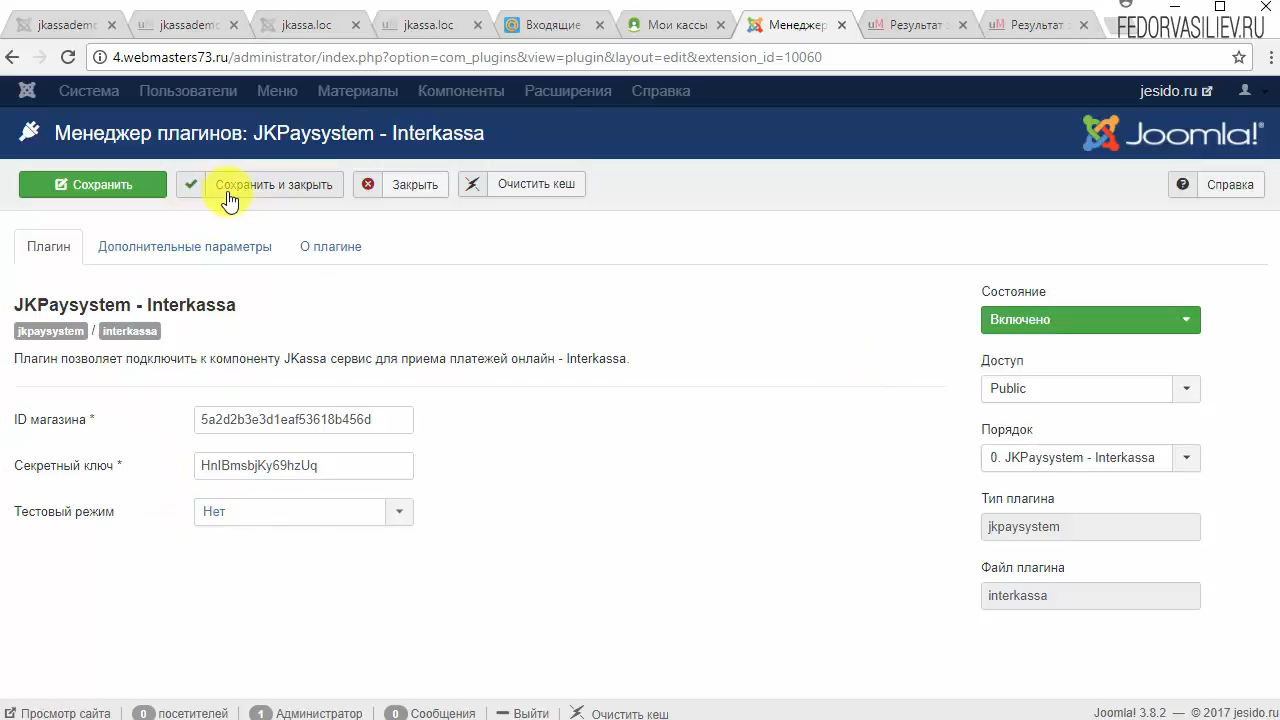 jkassademo
jkassademo
jkassa.loc
jkassa.loc
Входящие
Мои кассы
Менеджер
Результат
Результат
FEDORVASILIEV.RU
4.webmasters73.ru/administrator/index.php?option=com_plugins&view=plugin&layout=edit&extension_id=10060
Система Пользователи Меню Материалы Компоненты Расширения Справка jesido.ru
Менеджер плагинов: JKPaysystem - Interkassa Joomla!®
Сохранить Сохранить и закрыть Закрыть Очистить кеш Справка
Плагин Дополнительные параметры О плагине
JKPaysystem - Interkassa
jkpaysystem / interkassa
Плагин позволяет подключить к компоненту JKassa сервис для приема платежей онлайн - Interkassa.
ID магазина * 5a2d2b3e3d1eaf53618b456d
Секретный ключ * HnlBmsbjKy69hzUq
Тестовый режим Нет
Состояние
Включено
Доступ
Public
Порядок
0. JKPaysystem - Interkassa
Тип плагина
jkpaysystem
Файл плагина
interkassa
Просмотр сайта 0 посетителей 1 Администратор 0 Сообщения Выйти Очистить кеш Joomla! 3.8.2 — © 2017 jesido.ru